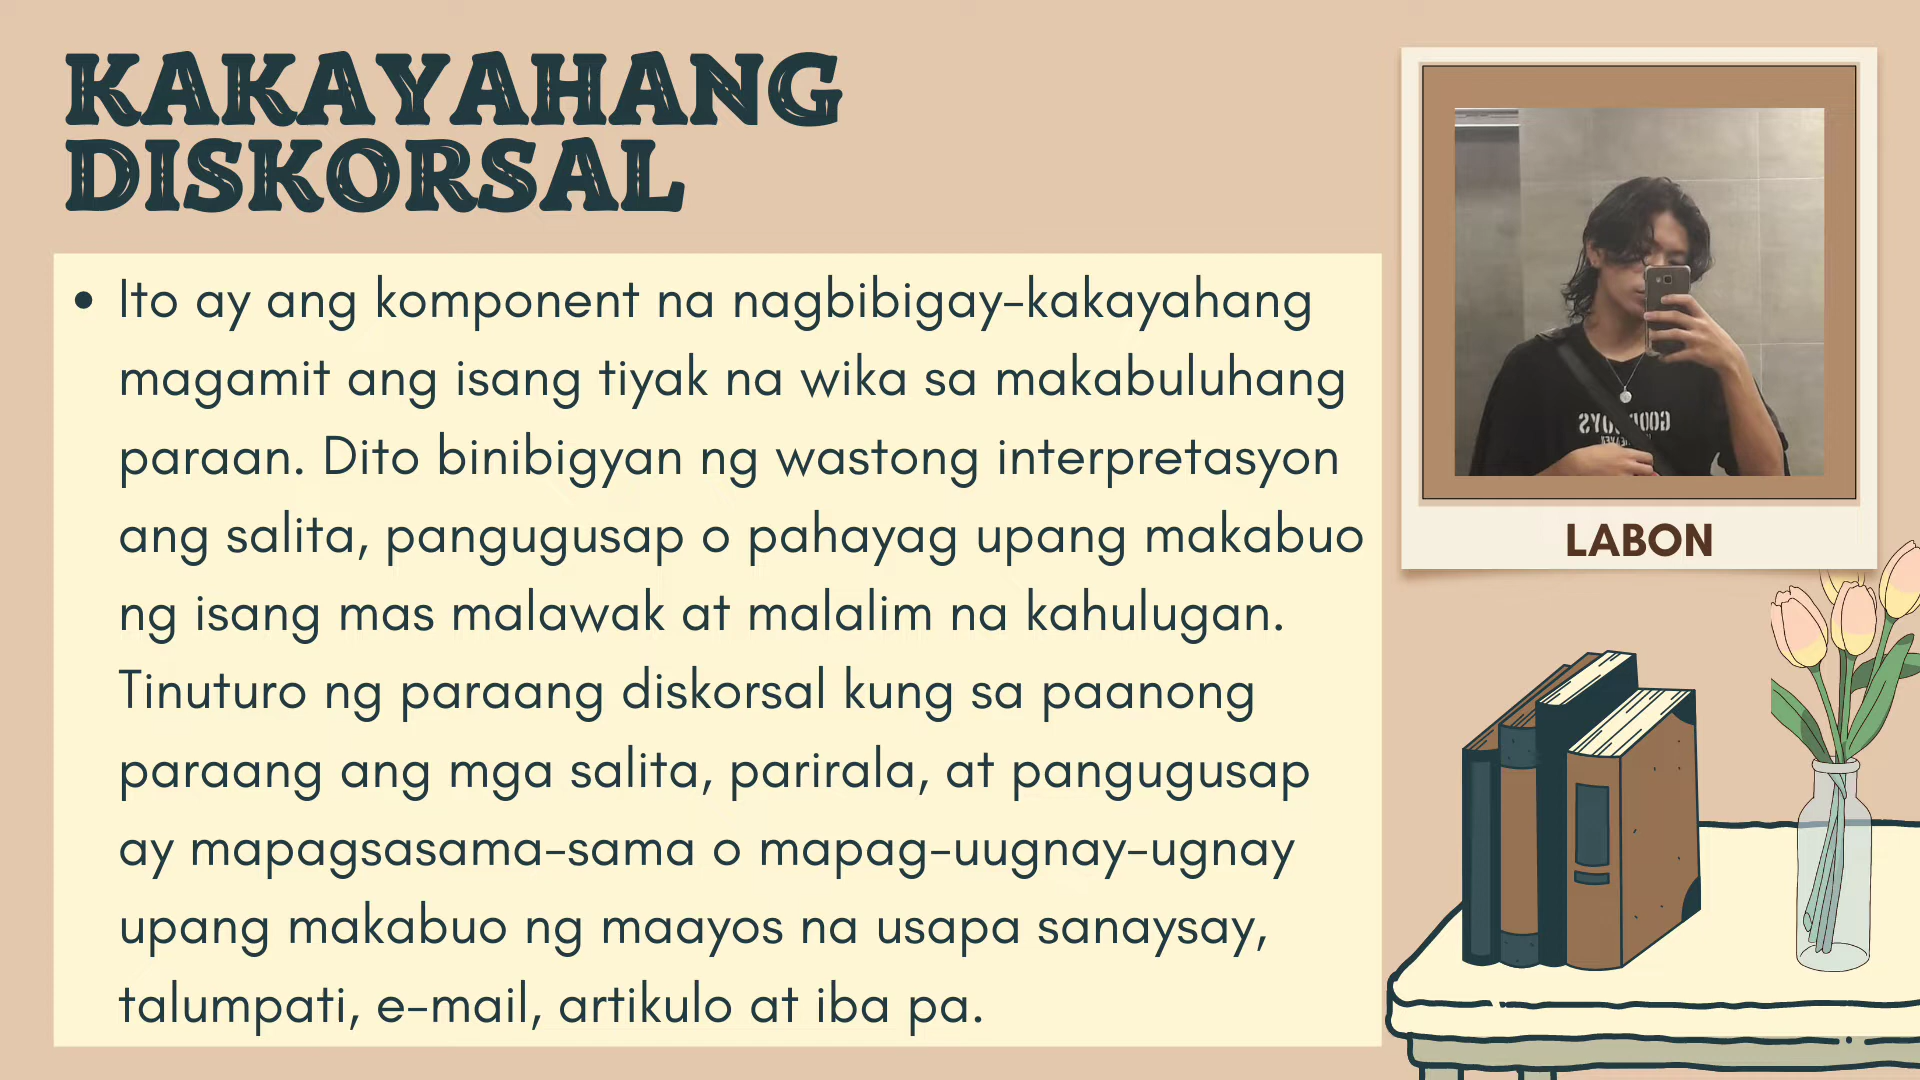 KAKAYAHANG
DISKORSAL
• Ito ay ang komponent na nagbibigay-kakayahang
magamit ang isang tiyak na wika sa makabuluhang
paraan. Dito binibigyan ng wastong interpretasyon
ang salita, pangugusap o pahayag upang makabuo
ng isang mas malawak at malalim na kahulugan.
Tinuturo ng paraang diskorsal kung sa paanong
paraang ang mga salita, parirala, at pangugusap
ay mapagsasama-sama o mapag-uugnay-ugnay
upang makabuo ng maayos na usapa sanaysay,
talumpati, e-mail, artikulo at iba pa.
LABON